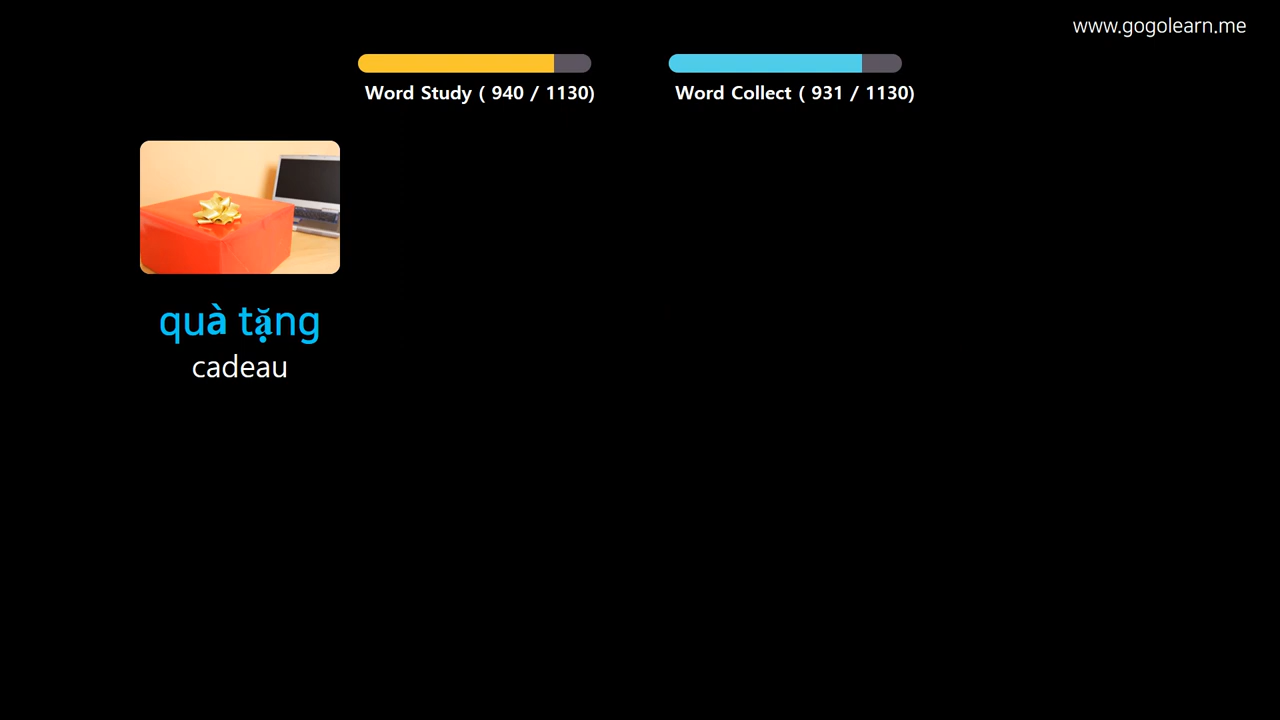 www.gogolearn.me
Word Study ( 940 / 1130)
Word Collect ( 931 / 1130)
quà tặng
cadeau